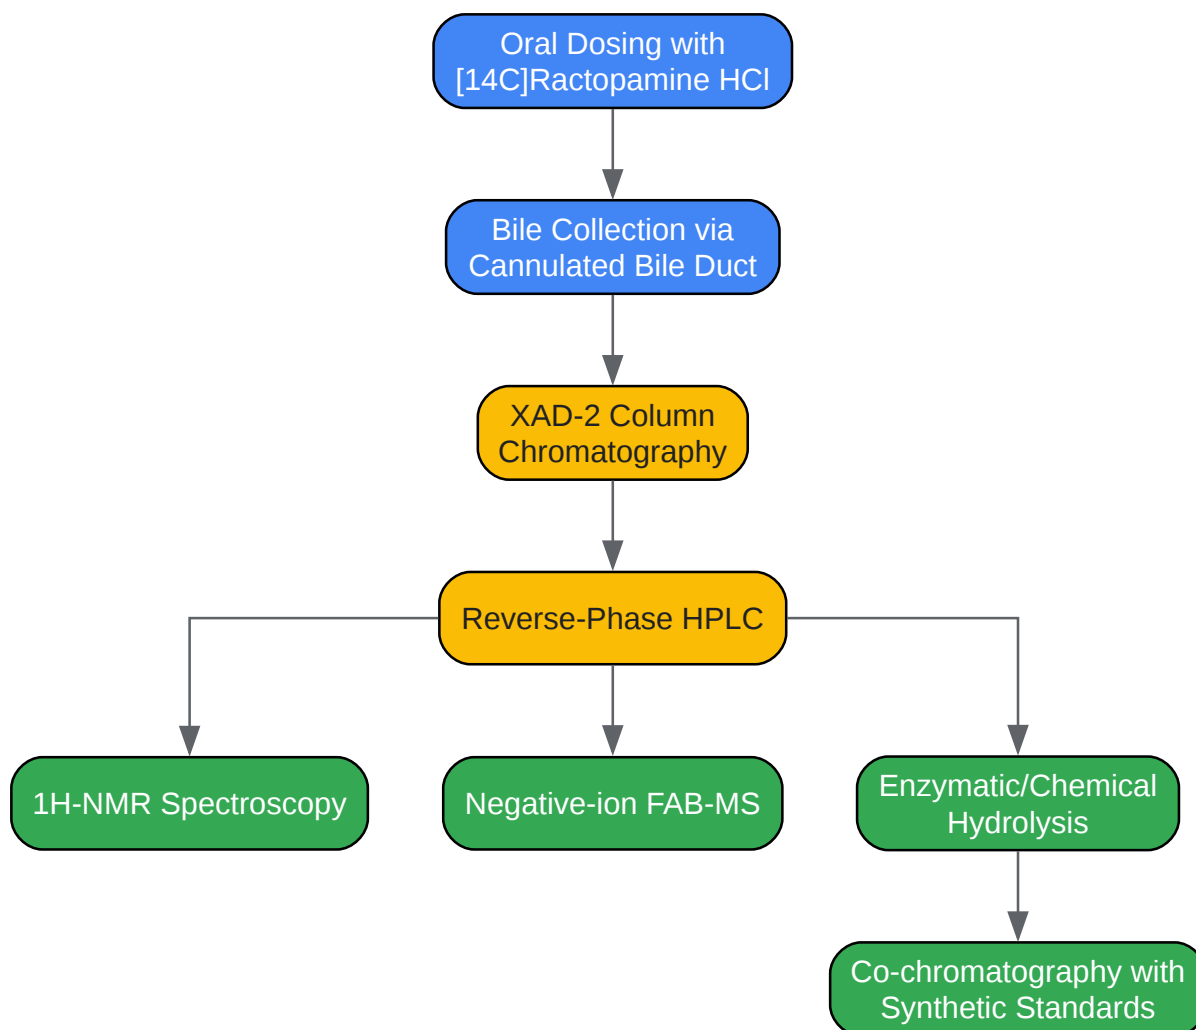 Oral Dosing with
[14C]Ractopamine HCl
Bile Collection via
Cannulated Bile Duct
XAD-2 Column
Chromatography
Reverse-Phase HPLC
1H-NMR Spectroscopy
Negative-ion FAB-MS
Enzymatic/Chemical
Hydrolysis
Co-chromatography with
Synthetic Standards